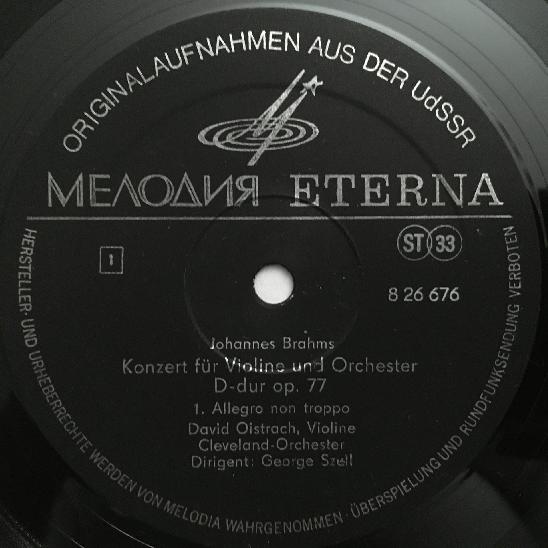 ORIGINALAUFNAHMEN AUS DER UdSSR
МЕЛОДИЯ ETERNA
1
ST 33
8 26 676
Johannes Brahms
Konzert für Violine und Orchester
D-dur op. 77
1. Allegro non troppo
David Oistrach, Violine
Cleveland-Orchester
Dirigent: George Szell
HERSTELLER- UND URHEBERRECHTE WERDEN VON MELODIA WAHRGENOMMEN · ÜBERSPIELUNG UND RUNDFUNKSENDUNG VERBOTEN